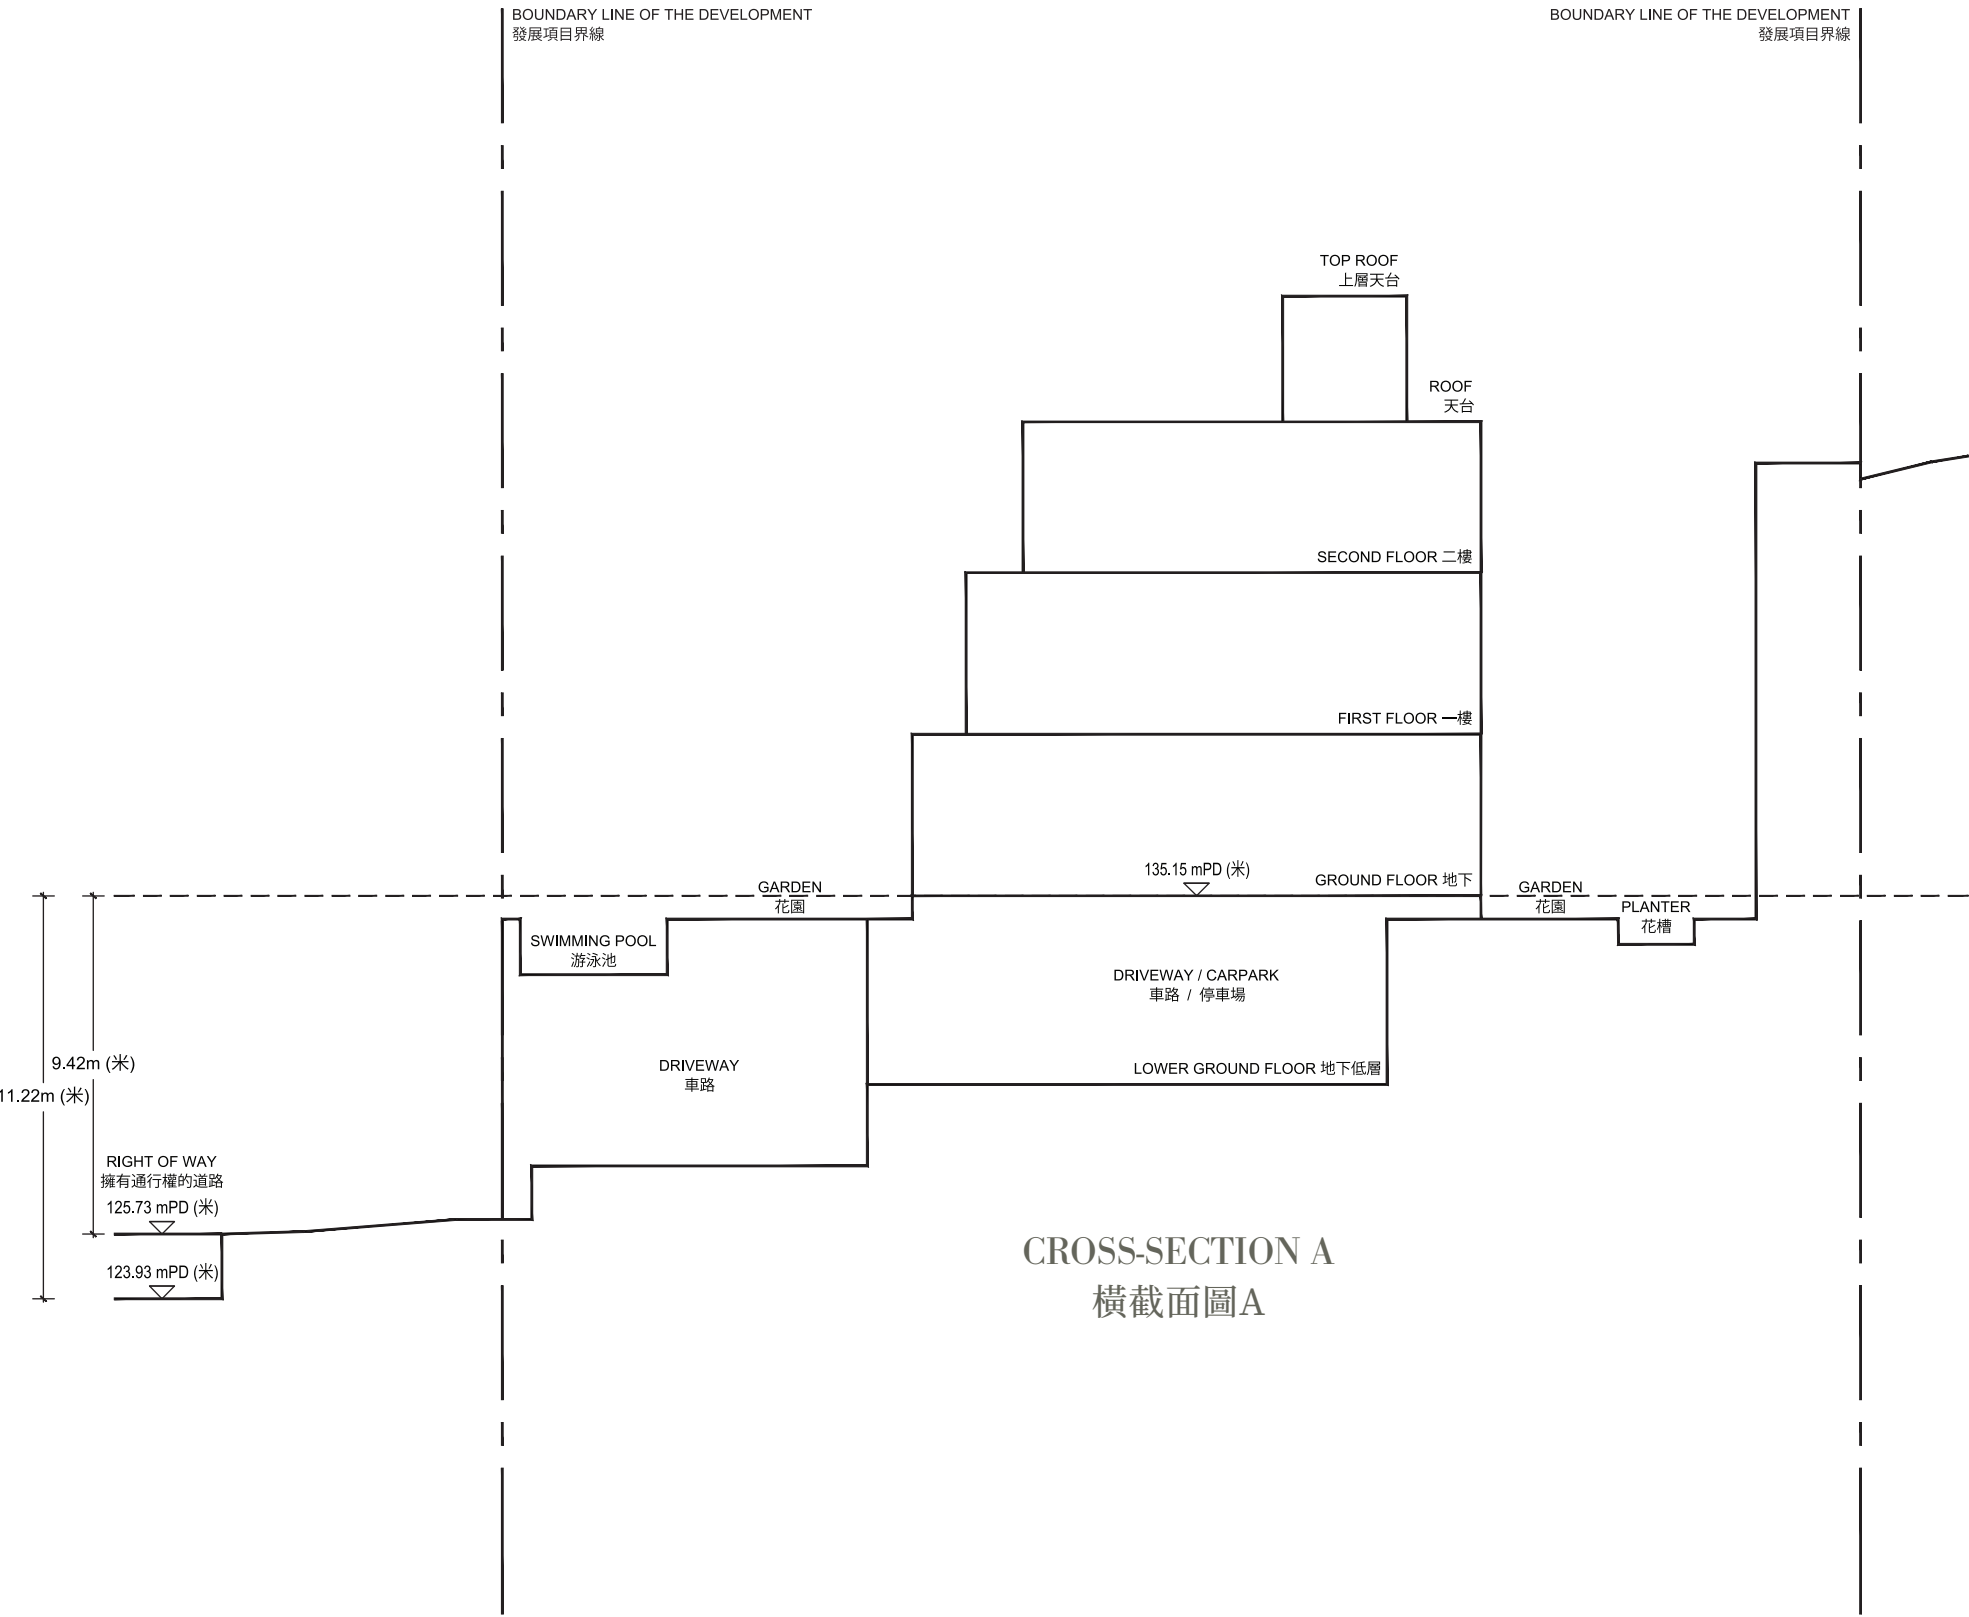 BOUNDARY LINE OF THE DEVELOPMENT
發展項目界線
BOUNDARY LINE OF THE DEVELOPMENT
發展項目界線
TOP ROOF
上層天台
ROOF
天台
SECOND FLOOR 二樓
FIRST FLOOR 一樓
135.15 mPD (米)
GROUND FLOOR 地下
GARDEN
花園
GARDEN
花園
PLANTER
花槽
SWIMMING POOL
游泳池
DRIVEWAY / CARPARK
車路 / 停車場
DRIVEWAY
車路
LOWER GROUND FLOOR 地下低層
9.42m (米)
11.22m (米)
RIGHT OF WAY
擁有通行權的道路
125.73 mPD (米)
123.93 mPD (米)
CROSS-SECTION A
橫截面圖A